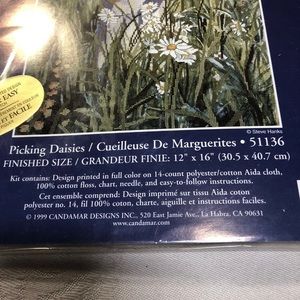 EASY
ET FACILE
© Steve Hanks
Picking Daisies / Cueilleuse De Marguerites • 51136
FINISHED SIZE / GRANDEUR FINIE: 12" x 16" (30.5 x 40.7 cm)
Kit contains: Design printed in full color on 14-count polyester/cotton Aida cloth,
100% cotton floss, chart, needle, and easy-to-follow instructions.
Cet ensemble comprend: Design imprimé sur tissu Aida coton
polyester no. 14, fil 100% coton, charte, aiguille et instructions faciles.
© 1999 CANDAMAR DESIGNS INC., 520 East Jamie Ave., La Habra, CA 90631
www.candamar.com